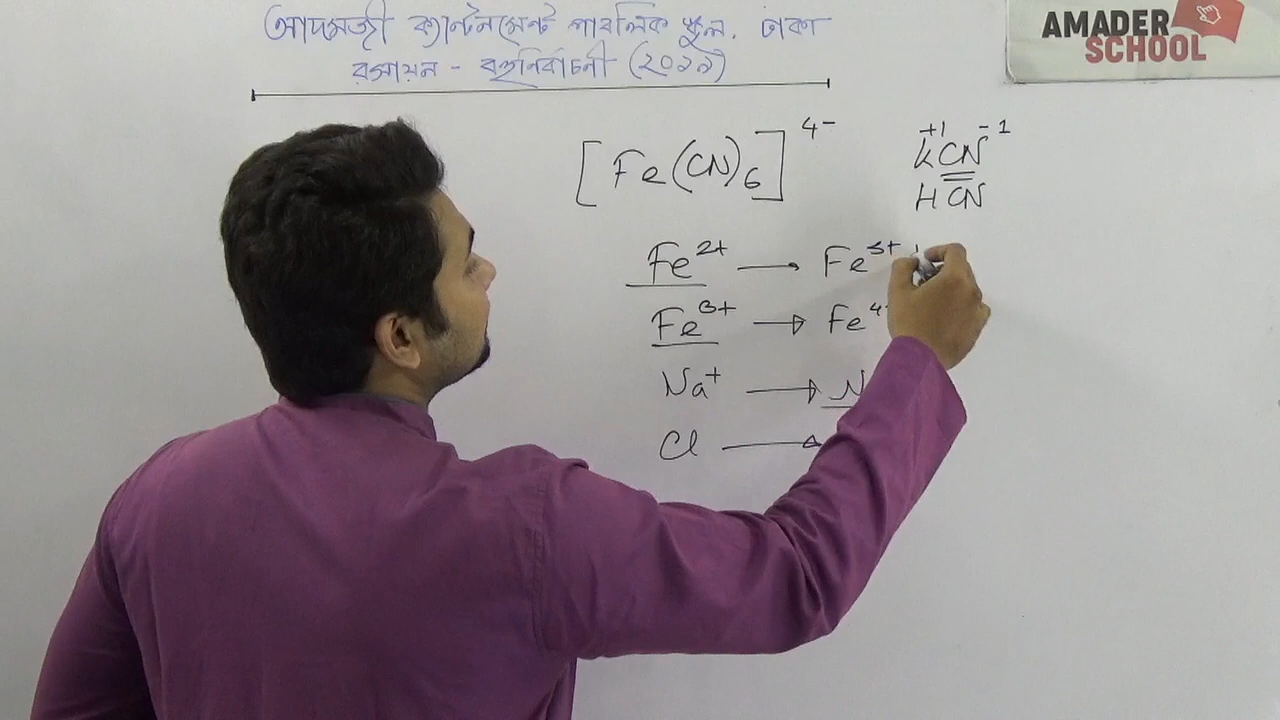 আদমজী ক্যান্টনমেন্ট পাবলিক স্কুল, ঢাকা
রসায়ন - বহুনির্বাচনী (২০১৯)
AMADER
SCHOOL
[Fe(CN)₆]⁴⁻
+1 -1
KCN
HCN
Fe²⁺ → Fe³⁺
Fe³⁺ → Fe⁴
Na⁺ → N
Cl →